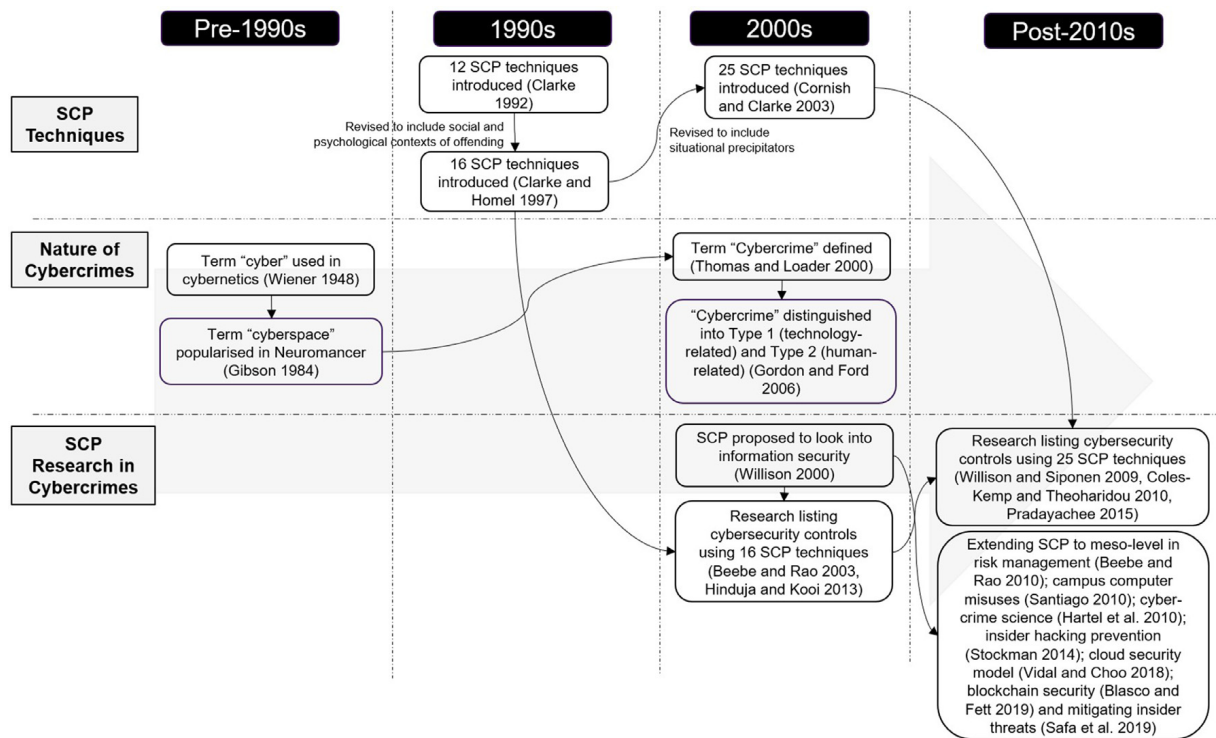 Pre-1990s
1990s
2000s
Post-2010s
SCP
Techniques
12 SCP techniques
introduced (Clarke
1992)
Revised to include social and
psychological contexts of offending
16 SCP techniques
introduced (Clarke and
Homel 1997)
25 SCP techniques
introduced (Cornish
and Clarke 2003)
Revised to include
situational precipitators
Nature of
Cybercrimes
Term “cyber” used in
cybernetics (Wiener 1948)
Term “cyberspace”
popularised in Neuromancer
(Gibson 1984)
Term “Cybercrime” defined
(Thomas and Loader 2000)
“Cybercrime” distinguished
into Type 1 (technology-
related) and Type 2 (human-
related) (Gordon and Ford
2006)
SCP
Research in
Cybercrimes
SCP proposed to look into
information security
(Willison 2000)
Research listing
cybersecurity controls
using 16 SCP techniques
(Beebe and Rao 2003,
Hinduja and Kooi 2013)
Research listing cybersecurity
controls using 25 SCP techniques
(Willison and Siponen 2009, Coles-
Kemp and Theoharidou 2010,
Pradayachee 2015)
Extending SCP to meso-level in
risk management (Beebe and
Rao 2010); campus computer
misuses (Santiago 2010); cyber-
crime science (Hartel et al. 2010);
insider hacking prevention
(Stockman 2014); cloud security
model (Vidal and Choo 2018);
blockchain security (Blasco and
Fett 2019) and mitigating insider
threats (Safa et al. 2019)